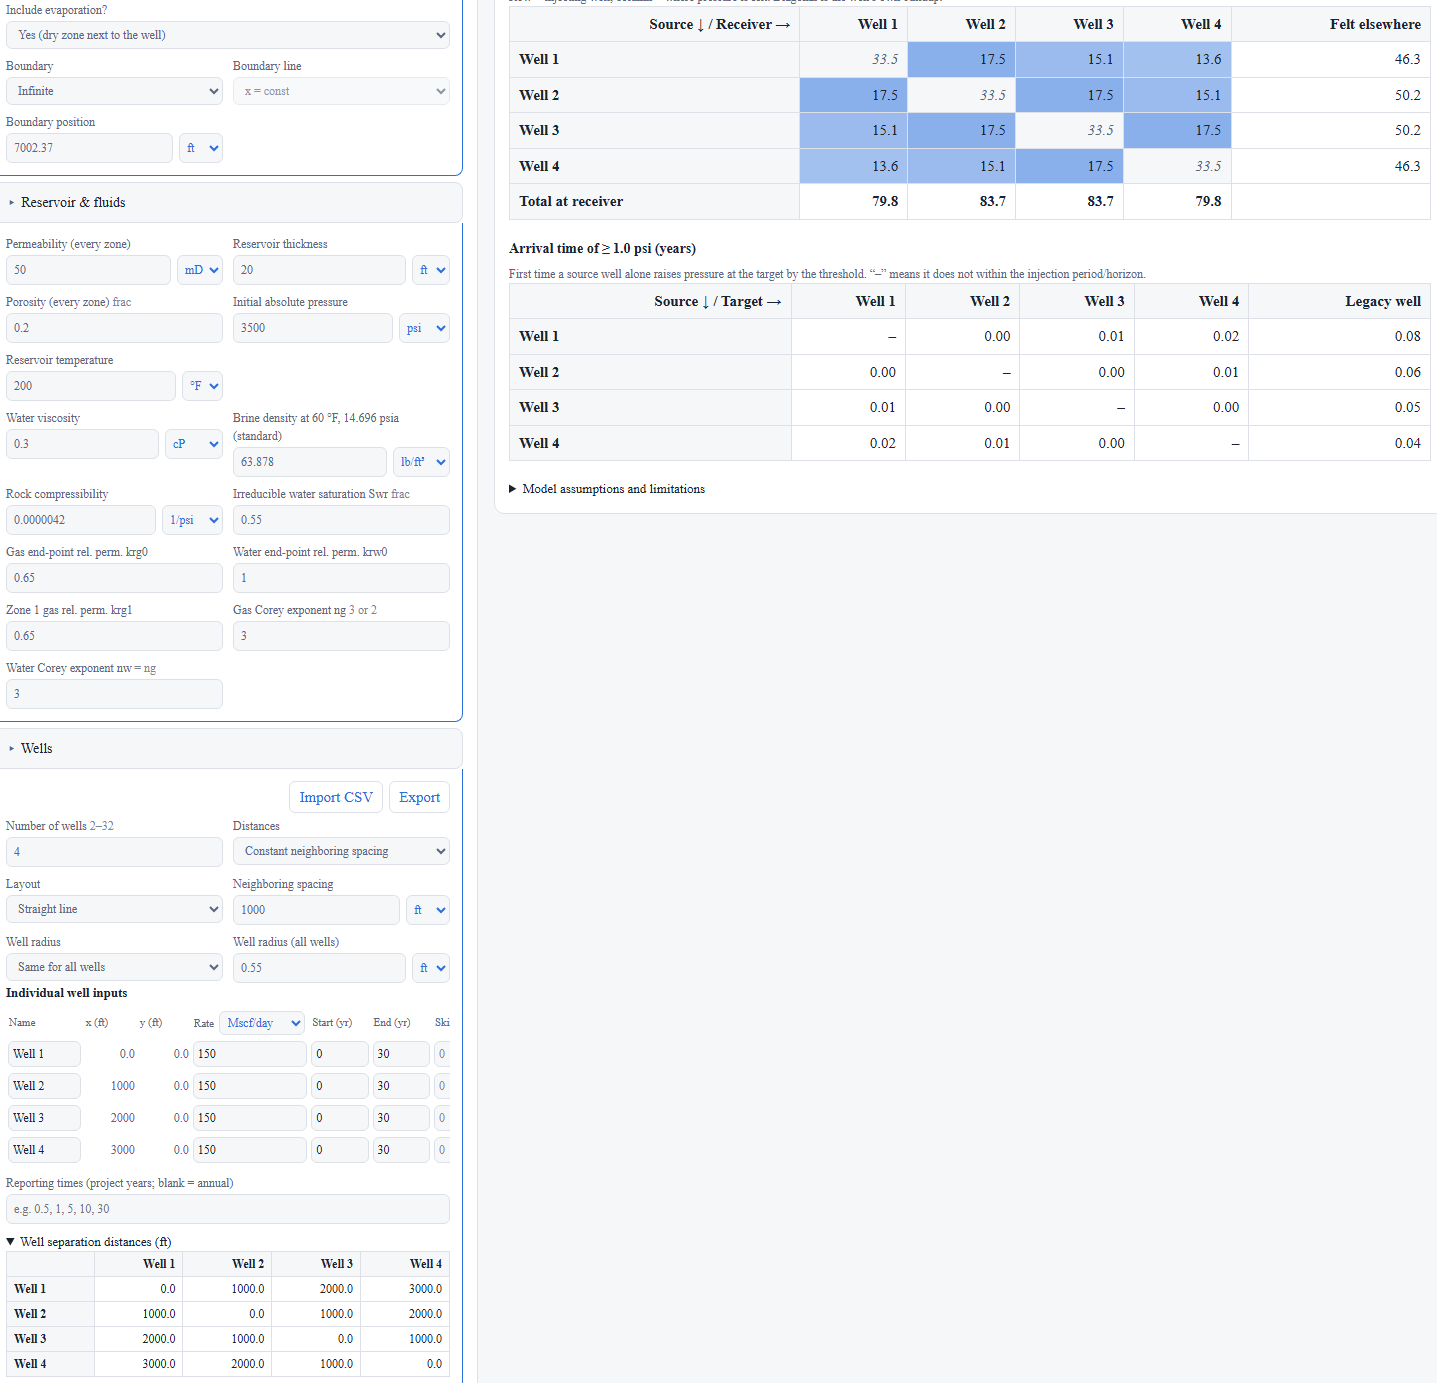 Include evaporation?
Yes (dry zone next to the well)
Boundary Boundary line
Infinite x = const
Boundary position
7002.37 ft
Reservoir & fluids
Permeability (every zone) Reservoir thickness
50 mD 20 ft
Porosity (every zone) frac Initial absolute pressure
0.2 3500 psi
Reservoir temperature
200 °F
Water viscosity Brine density at 60 °F, 14.696 psia (standard)
0.3 cP 63.878 lb/ft³
Rock compressibility Irreducible water saturation Swr frac
0.0000042 1/psi 0.55
Gas end-point rel. perm. krg0 Water end-point rel. perm. krw0
0.65 1
Zone 1 gas rel. perm. krg1 Gas Corey exponent ng 3 or 2
0.65 3
Water Corey exponent nw = ng
3
Wells
Import CSV Export
Number of wells 2–32 Distances
4 Constant neighboring spacing
Layout Neighboring spacing
Straight line 1000 ft
Well radius Well radius (all wells)
Same for all wells 0.55 ft
Individual well inputs
Name x (ft) y (ft) Rate Mscf/day Start (yr) End (yr) Ski
Well 1 0.0 0.0 150 0 30 0
Well 2 1000 0.0 150 0 30 0
Well 3 2000 0.0 150 0 30 0
Well 4 3000 0.0 150 0 30 0
Reporting times (project years; blank = annual)
e.g. 0.5, 1, 5, 10, 30
▼ Well separation distances (ft)
Well 1 Well 2 Well 3 Well 4
Well 1 0.0 1000.0 2000.0 3000.0
Well 2 1000.0 0.0 1000.0 2000.0
Well 3 2000.0 1000.0 0.0 1000.0
Well 4 3000.0 2000.0 1000.0 0.0
Source ↓ / Receiver → Well 1 Well 2 Well 3 Well 4 Felt elsewhere
Well 1 33.5 17.5 15.1 13.6 46.3
Well 2 17.5 33.5 17.5 15.1 50.2
Well 3 15.1 17.5 33.5 17.5 50.2
Well 4 13.6 15.1 17.5 33.5 46.3
Total at receiver 79.8 83.7 83.7 79.8
Arrival time of ≥ 1.0 psi (years)
First time a source well alone raises pressure at the target by the threshold. “–” means it does not within the injection period/horizon.
Source ↓ / Target → Well 1 Well 2 Well 3 Well 4 Legacy well
Well 1 – 0.00 0.01 0.02 0.08
Well 2 0.00 – 0.00 0.01 0.06
Well 3 0.01 0.00 – 0.00 0.05
Well 4 0.02 0.01 0.00 – 0.04
▶ Model assumptions and limitations